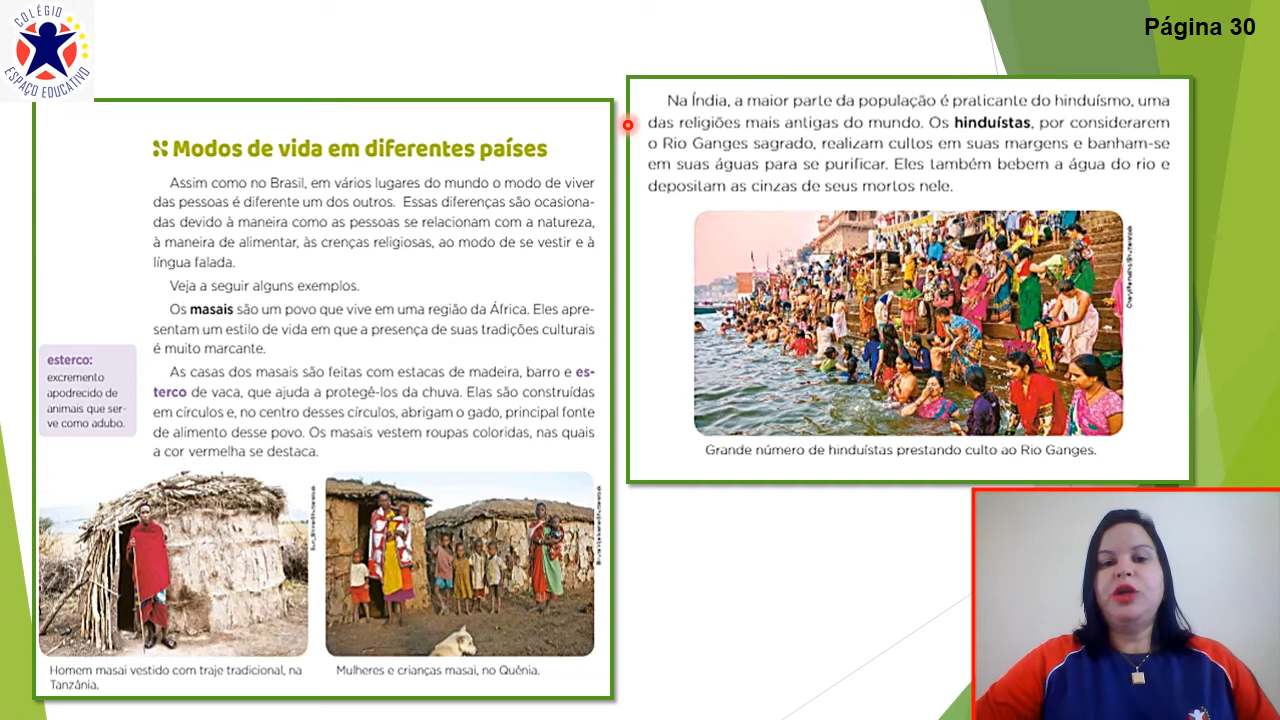 COLÉGIO
ESPAÇO EDUCATIVO
Página 30
Modos de vida em diferentes países
Assim como no Brasil, em vários lugares do mundo o modo de viver
das pessoas é diferente um dos outros. Essas diferenças são ocasiona-
das devido à maneira como as pessoas se relacionam com a natureza,
à maneira de alimentar, às crenças religiosas, ao modo de se vestir e à
língua falada.
Veja a seguir alguns exemplos.
Os masais são um povo que vive em uma região da África. Eles apre-
sentam um estilo de vida em que a presença de suas tradições culturais
é muito marcante.
As casas dos masais são feitas com estacas de madeira, barro e es-
terco de vaca, que ajuda a protegê-los da chuva. Elas são construídas
em círculos e, no centro desses círculos, abrigam o gado, principal fonte
de alimento desse povo. Os masais vestem roupas coloridas, nas quais
a cor vermelha se destaca.
esterco:
excremento
apodrecido de
animais que ser-
ve como adubo.
Homem masai vestido com traje tradicional, na
Tanzânia.
Mulheres e crianças masai, no Quênia.
Na Índia, a maior parte da população é praticante do hinduísmo, uma
das religiões mais antigas do mundo. Os hinduístas, por considerarem
o Rio Ganges sagrado, realizam cultos em suas margens e banham-se
em suas águas para se purificar. Eles também bebem a água do rio e
depositam as cinzas de seus mortos nele.
Grande número de hinduístas prestando culto ao Rio Ganges.